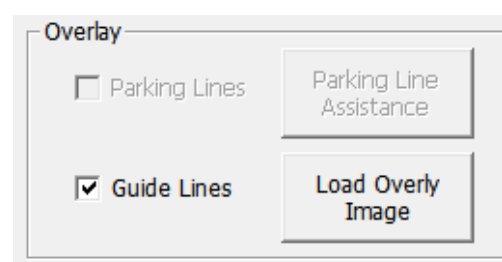 Overlay
Parking Lines
Parking Line
Assistance
Guide Lines
Load Overly
Image